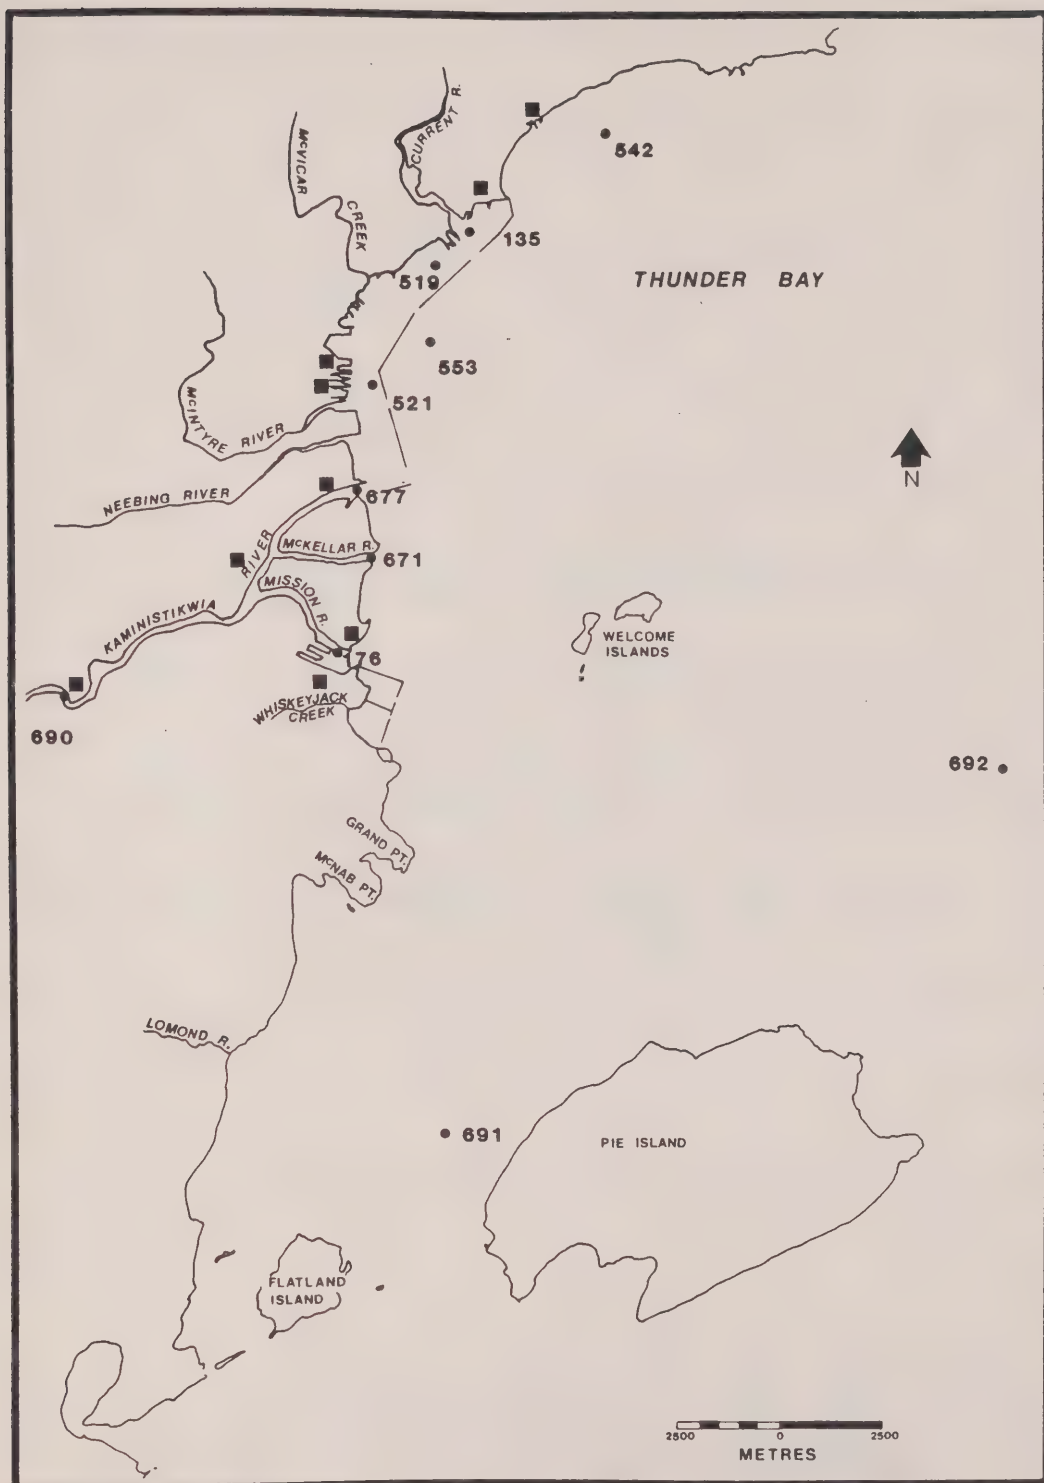 CURRENT R.
McVICAR
CREEK
542
135
519
THUNDER BAY
553
521
McINTYRE RIVER
NEEBING RIVER
677
N
McKELLAR R.
671
KAMINISTIKWIA RIVER
MISSION R.
76
WELCOME
ISLANDS
WHISKEYJACK
CREEK
690
692
GRAND PT.
McNAB PT.
LOMOND R.
691
PIE ISLAND
FLATLAND
ISLAND
2500 0 2500
METRES